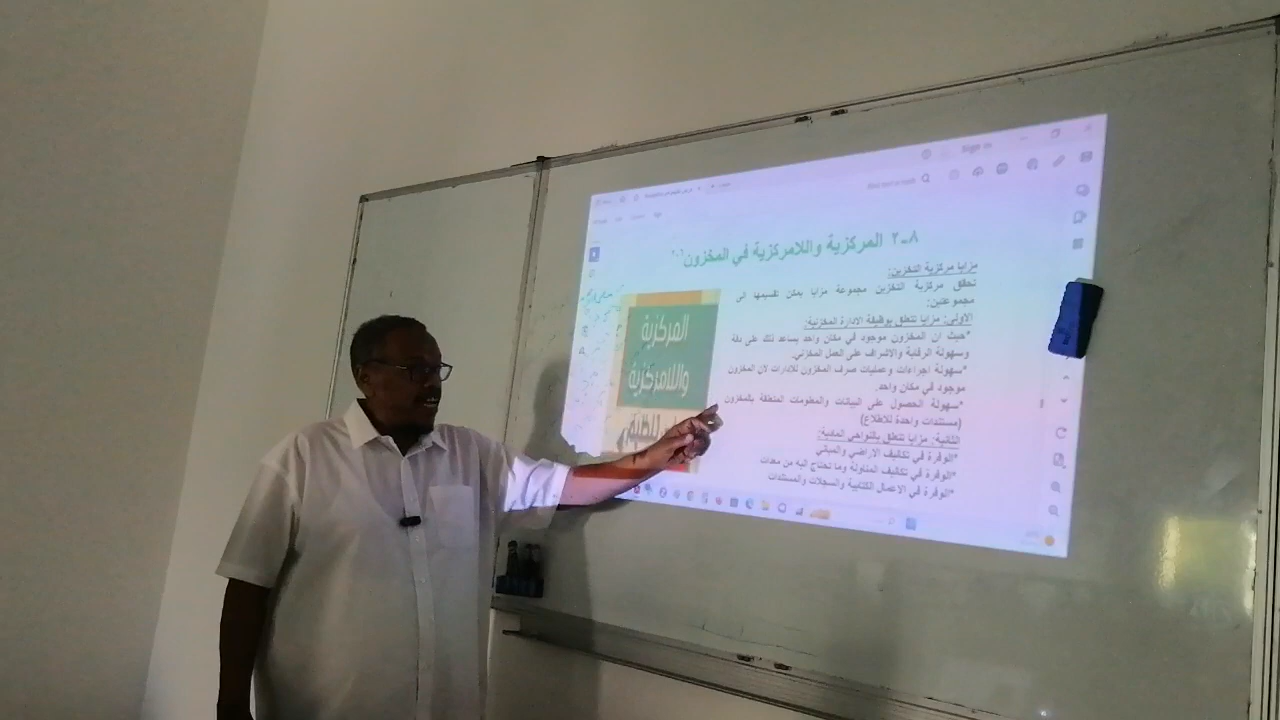 Sign in
٨-٢ المركزية واللامركزية في المخزون
مزايا مركزية التخزين:
تحقق مركزية التخزين مجموعة مزايا يمكن تقسيمها الى
مجموعتين:
الاولى: مزايا تتعلق بوظيفة الادارة المخزنية:
*حيث ان المخزون موجود في مكان واحد يساعد ذلك على دقة
وسهولة الرقابة والاشراف على العمل المخزني.
*سهولة اجراءات وعمليات صرف المخزون للادارات لان المخزون
موجود في مكان واحد.
*سهولة الحصول على البيانات والمعلومات المتعلقة بالمخزون
(مستندات واحدة للاطلاع)
الثانية: مزايا تتعلق بالنواحي المادية:
*الوفرة في تكاليف الاراضي والمباني
*الوفرة في تكاليف المناولة وما تحتاج اليه من معدات
*الوفرة في الاعمال الكتابية والسجلات والمستندات
المركزية
واللامركزية